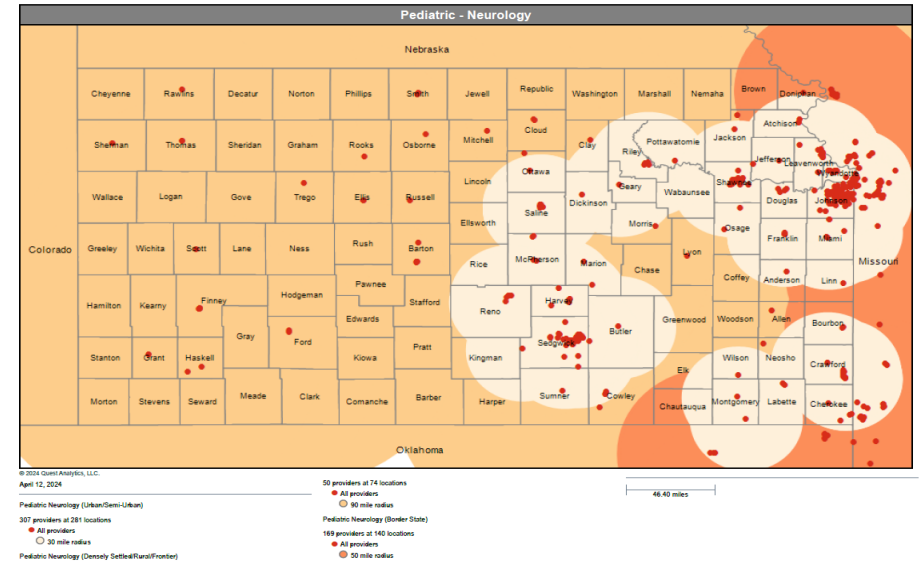 Pediatric - Neurology
Nebraska
Cheyenne Rawlins Decatur Norton Phillips Smith Jewell Republic Washington Marshall Nemaha Brown Doniphan
Sherman Thomas Sheridan Graham Rooks Osborne Mitchell Cloud Clay Riley Pottawatomie Jackson Atchison
Jefferson Leavenworth
Wallace Logan Gove Trego Ellis Russell Lincoln Ottawa Dickinson Geary Wabaunsee Shawnee Douglas Johnson Wyandotte
Saline Ellsworth Morris Osage Franklin Miami
Colorado Greeley Wichita Scott Lane Ness Rush Barton Rice McPherson Marion Chase Lyon Coffey Anderson Linn Missouri
Hamilton Kearny Finney Hodgeman Pawnee Stafford Reno Harvey
Gray Ford Edwards Pratt Kingman Sedgwick Butler Greenwood Woodson Allen Bourbon
Stanton Grant Haskell Kiowa Elk Wilson Neosho Crawford
Morton Stevens Seward Meade Clark Comanche Barber Harper Sumner Cowley Chautauqua Montgomery Labette Cherokee
Oklahoma
© 2024 Quest Analytics, LLC.
April 12, 2024
Pediatric Neurology (Urban/Semi-Urban)
307 providers at 281 locations
All providers
30 mile radius
Pediatric Neurology (Densely Settled/Rural/Frontier)
50 providers at 74 locations
All providers
90 mile radius
Pediatric Neurology (Border State)
169 providers at 140 locations
All providers
50 mile radius
46.40 miles